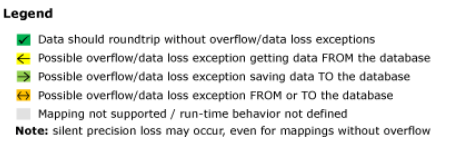 Legend
Data should roundtrip without overflow/data loss exceptions
Possible overflow/data loss exception getting data FROM the database
Possible overflow/data loss exception saving data TO the database
Possible overflow/data loss exception FROM or TO the database
Mapping not supported / run-time behavior not defined
Note: silent precision loss may occur, even for mappings without overflow